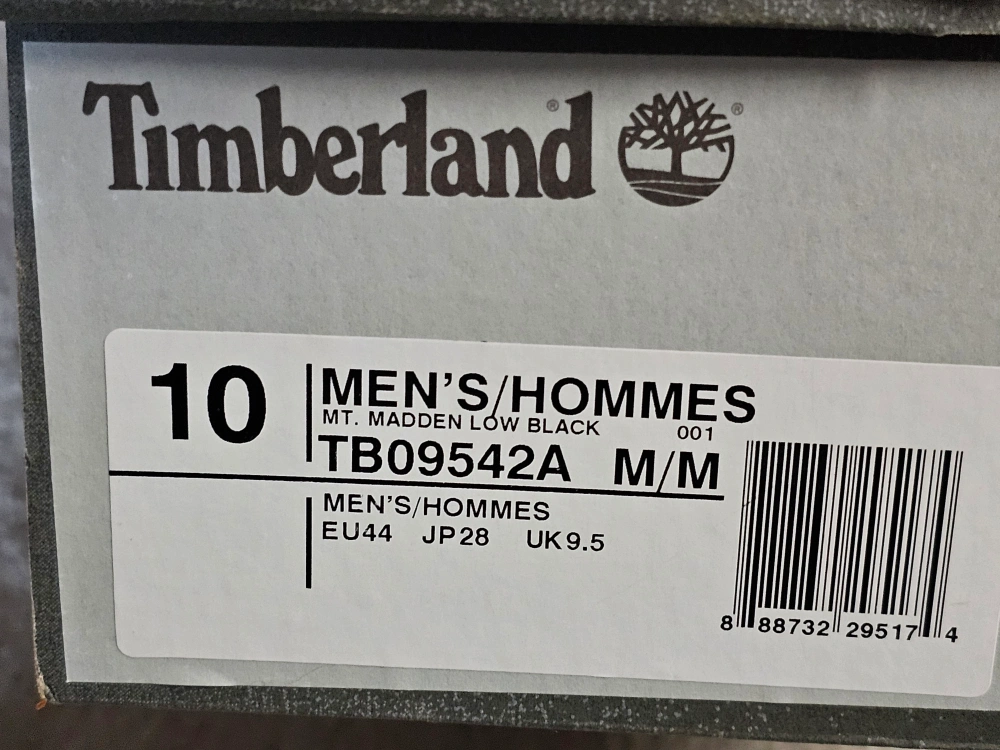 Timberland® ®
10
MEN'S/HOMMES
MT. MADDEN LOW BLACK 001
TB09542A M/M
MEN'S/HOMMES
EU44 JP28 UK9.5
8 88732 29517 4